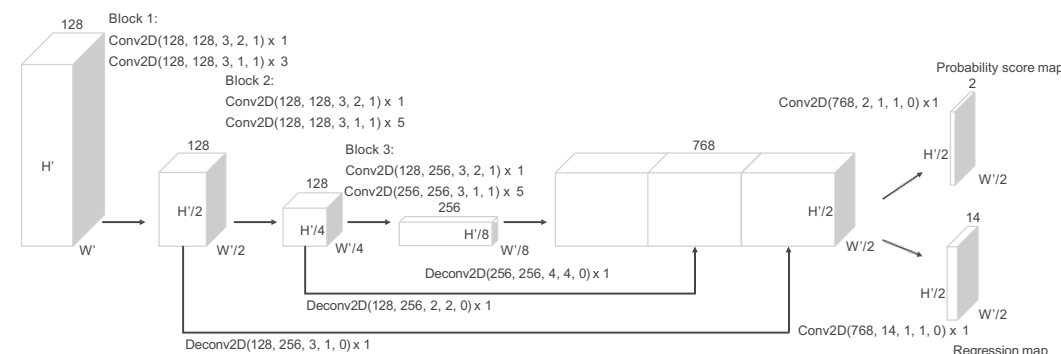 128
Block 1:
Conv2D(128, 128, 3, 2, 1) x 1
Conv2D(128, 128, 3, 1, 1) x 3
Block 2:
Conv2D(128, 128, 3, 2, 1) x 1
Conv2D(128, 128, 3, 1, 1) x 5
Block 3:
Conv2D(128, 256, 3, 2, 1) x 1
Conv2D(256, 256, 3, 1, 1) x 5
H'
W'
128
H'/2
W'/2
128
H'/4
W'/4
256
H'/8
W'/8
768
H'/2
W'/2
Deconv2D(256, 256, 4, 4, 0) x 1
Deconv2D(128, 256, 2, 2, 0) x 1
Deconv2D(128, 256, 3, 1, 0) x 1
Probability score map
2
Conv2D(768, 2, 1, 1, 0) x 1
H'/2
W'/2
14
H'/2
W'/2
Conv2D(768, 14, 1, 1, 0) x 1
Regression map